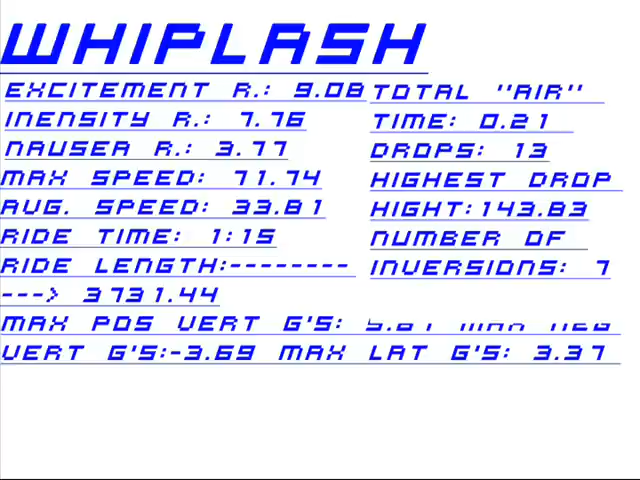 WHIPLASH
EXCITEMENT R.: 9.08
INENSITY R.: 7.76
NAUSEA R.: 3.77
MAX SPEED: 71.74
AVG. SPEED: 33.81
RIDE TIME: 1:15
RIDE LENGTH:--------
---> 3731.44
TOTAL "AIR"
TIME: 0.21
DROPS: 13
HIGHEST DROP
HIGHT:143.83
NUMBER OF
INVERSIONS: 7
MAX POS VERT G'S: MAX NEG
VERT G'S:-3.69 MAX LAT G'S: 3.37